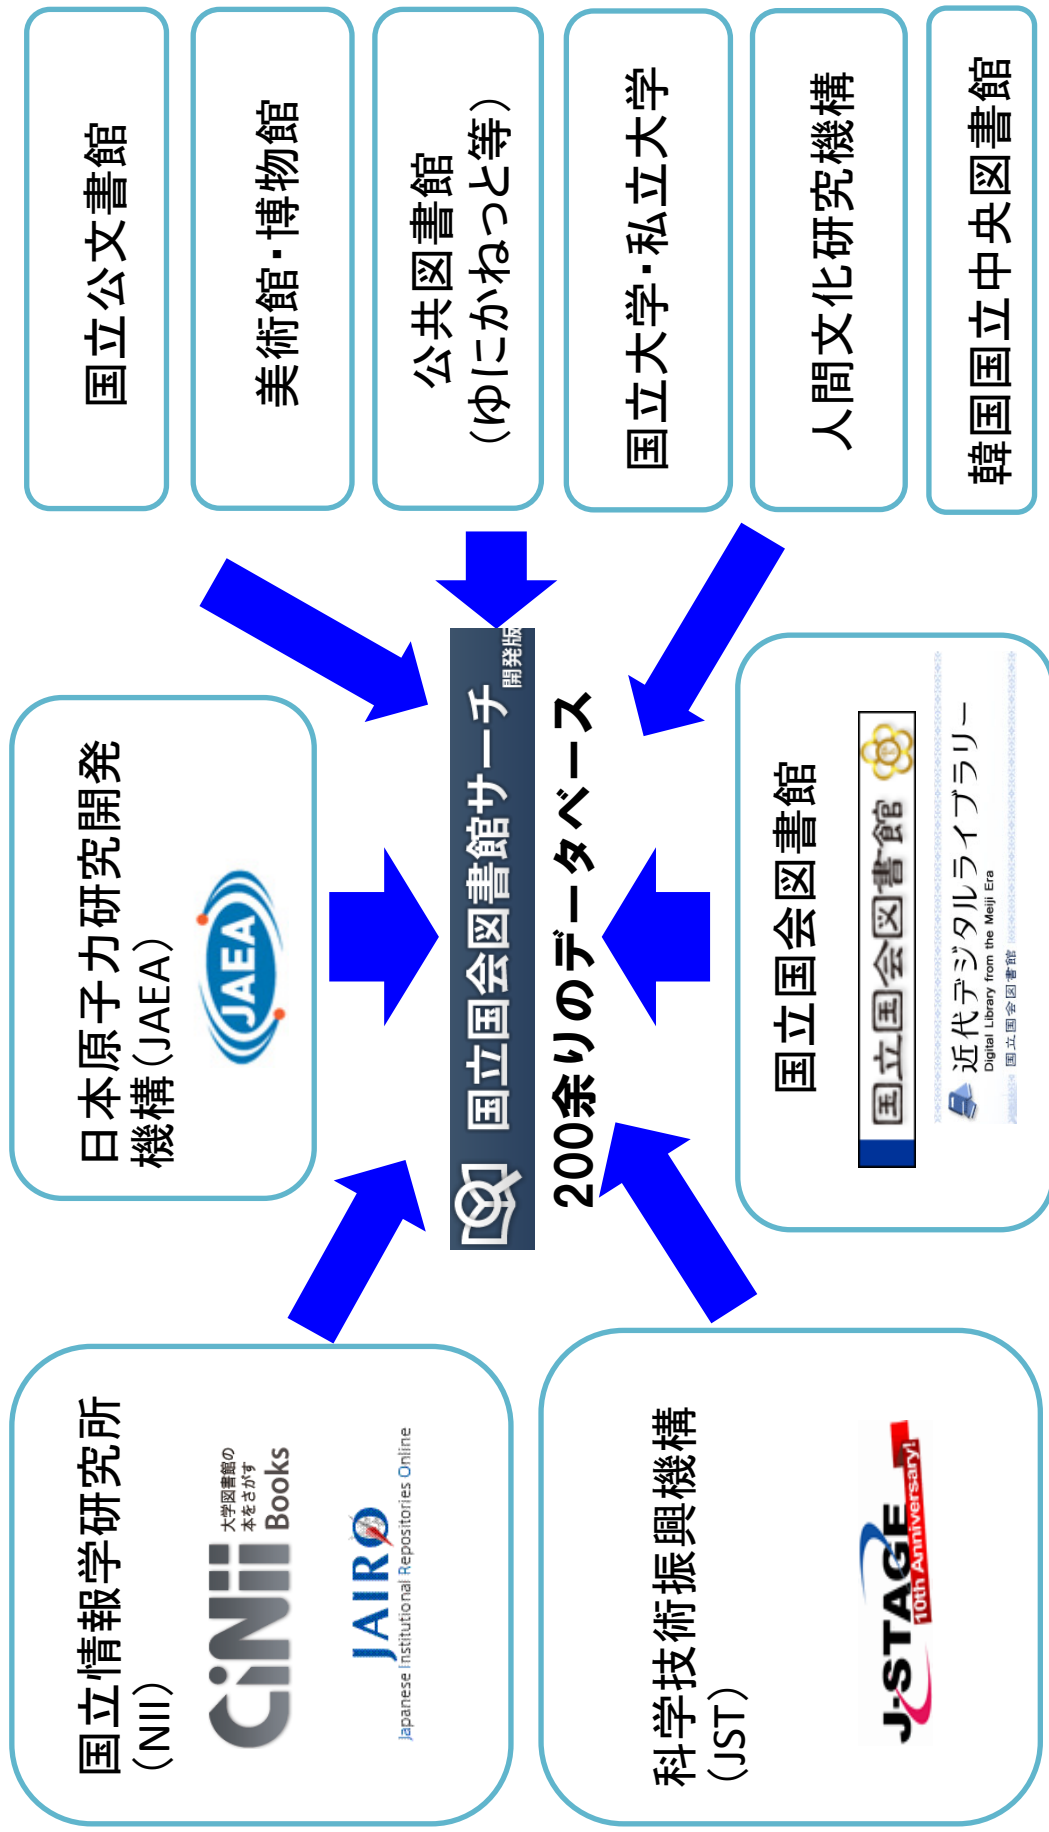 国立情報学研究所
（NII）
CiNii
大学図書館の
本をさがす
Books
JAIRO
Japanese Institutional Repositories Online
日本原子力研究開発
機構（JAEA）
JAEA
国立公文書館
美術館・博物館
公共図書館
（ゆにかねっと等）
国立大学・私立大学
人間文化研究機構
韓国国立中央図書館
国立国会図書館サーチ
開発版
200余りのデータベース
科学技術振興機構
（JST）
J-STAGE
10th Anniversary!
国立国会図書館
国立国会図書館
近代デジタルライブラリー
Digital Library from the Meiji Era
国立国会図書館